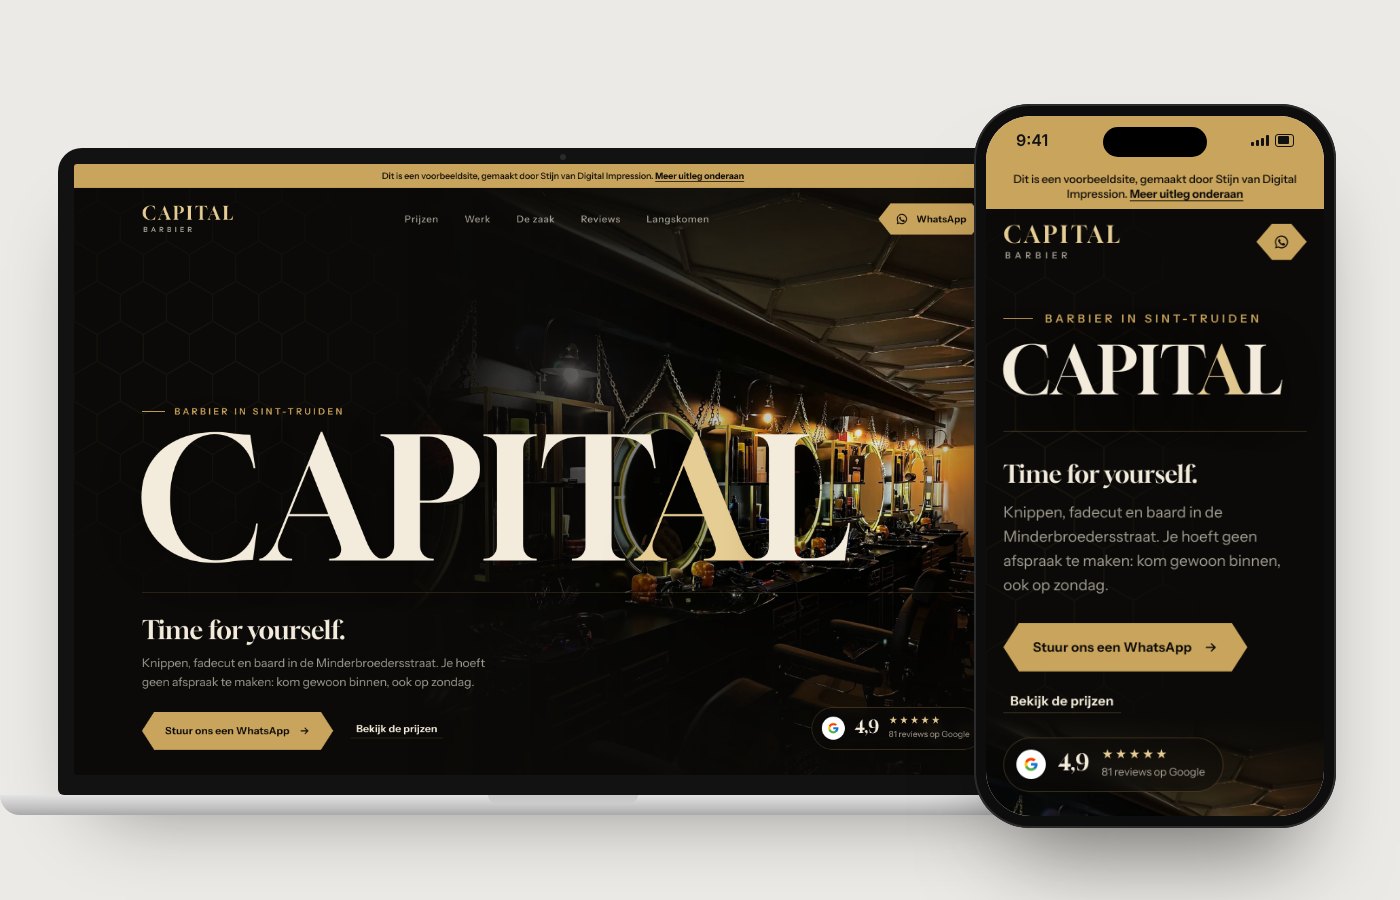 Dit is een voorbeeldsite, gemaakt door Stijn van Digital Impression. Meer uitleg onderaan
CAPITAL
BARBIER
Prijzen
Werk
De zaak
Reviews
Langskomen
WhatsApp
BARBIER IN SINT-TRUIDEN
CAPITAL
Time for yourself.
Knippen, fadecut en baard in de Minderbroedersstraat. Je hoeft
geen afspraak te maken: kom gewoon binnen, ook op zondag.
Stuur ons een WhatsApp →
Bekijk de prijzen
G
4,9
★★★★★
81 reviews op Google
9:41
Dit is een voorbeeldsite, gemaakt door Stijn van Digital
Impression. Meer uitleg onderaan
CAPITAL
BARBIER
BARBIER IN SINT-TRUIDEN
CAPITAL
Time for yourself.
Knippen, fadecut en baard in de
Minderbroedersstraat. Je hoeft geen
afspraak te maken: kom gewoon binnen,
ook op zondag.
Stuur ons een WhatsApp →
Bekijk de prijzen
G
4,9
★★★★★
81 reviews op Google